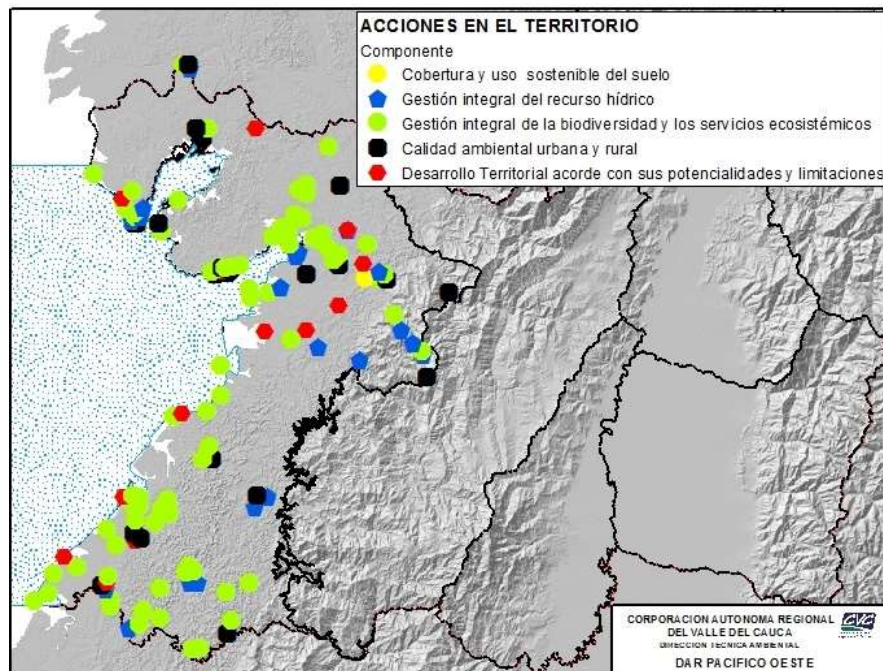 ACCIONES EN EL TERRITORIO
Componente
Cobertura y uso sostenible del suelo
Gestión integral del recurso hídrico
Gestión integral de la biodiversidad y los servicios ecosistémicos
Calidad ambiental urbana y rural
Desarrollo Territorial acorde con sus potencialidades y limitaciones
CORPORACION AUTONOMA REGIONAL
DEL VALLE DEL CAUCA
CVC
DIRECCION TECNICA AMBIENTAL
DAR PACIFICO OESTE